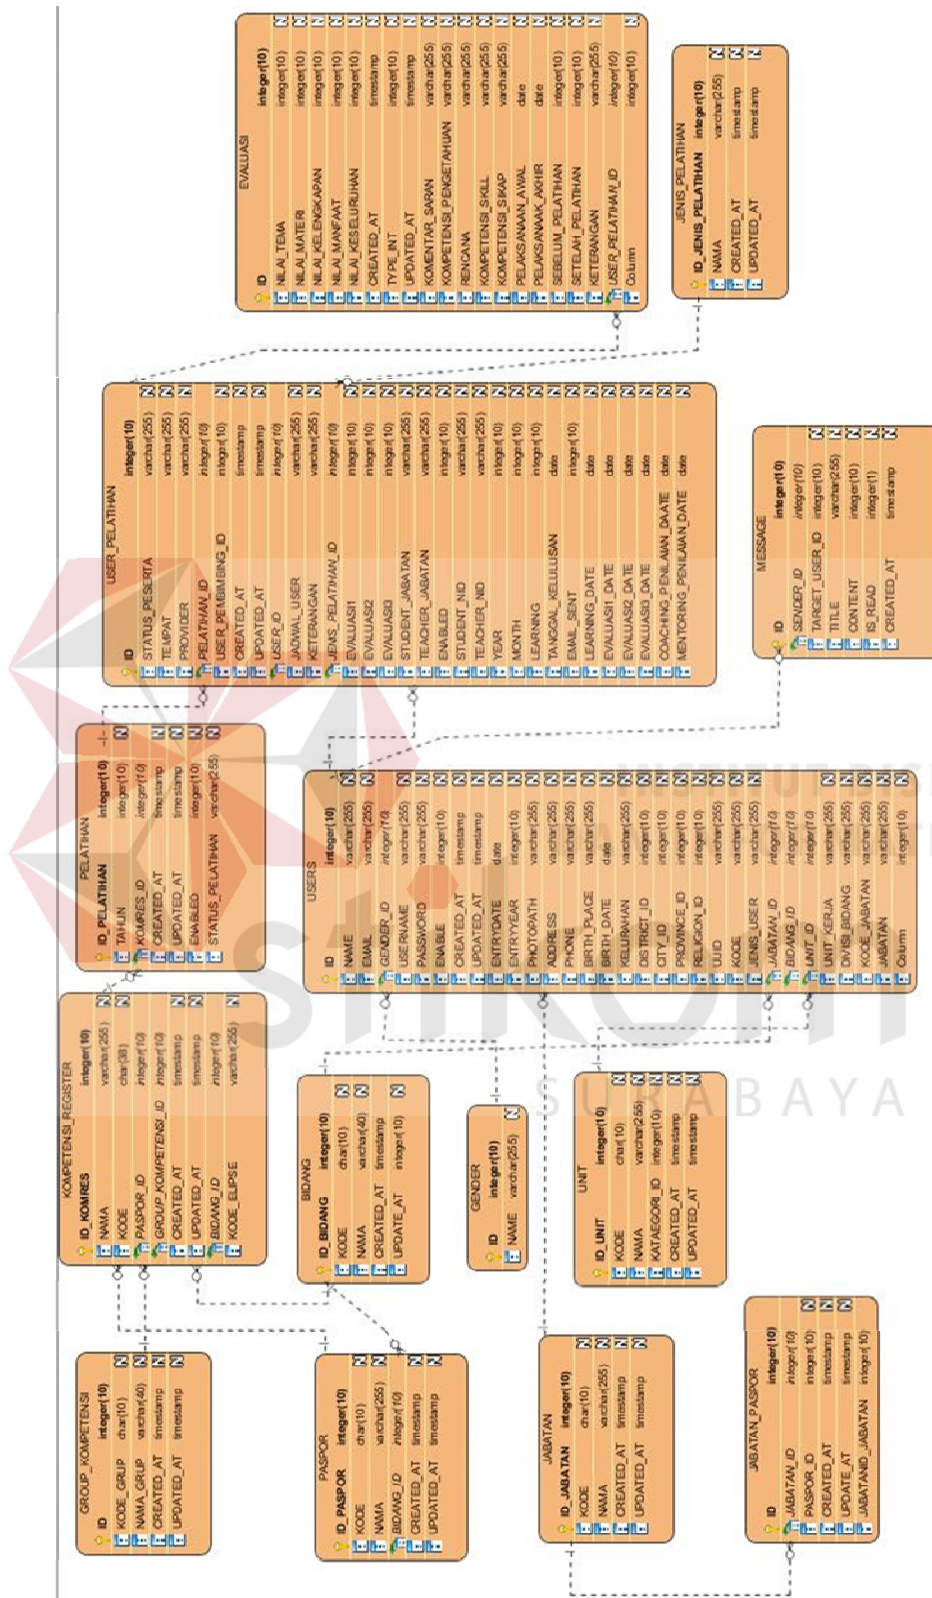 EVALUASI
ID integer(10)
NILAI_TEMA integer(10) N
NILAI_MATERI integer(10) N
NILAI_KELENGKAPAN integer(10) N
NILAI_MANFAAT integer(10) N
NILAI_KESELURUHAN integer(10) N
CREATED_AT timestamp N
TYPE_INT integer(10) N
UPDATED_AT timestamp N
KOMENTAR_SARAN varchar(255) N
KOMPETENSI_PENGETAHUAN varchar(255) N
RENCANA varchar(255) N
KOMPETENSI_SKILL varchar(255) N
KOMPETENSI_SIKAP varchar(255) N
PELAKSANAAN_AWAL date N
PELAKSANAAK_AKHIR date N
SEBELUM_PELATIHAN integer(10) N
SETELAH_PELATIHAN integer(10) N
KETERANGAN varchar(255) N
USER_PELATIHAN_ID integer(10) N
Column integer(10) N
JENIS_PELATIHAN
ID_JENIS_PELATIHAN integer(10)
NAMA varchar(255) N
CREATED_AT timestamp N
UPDATED_AT timestamp N
USER_PELATIHAN
ID integer(10)
STATUS_PESERTA varchar(255) N
TEMPAT varchar(255) N
PROVIDER varchar(255) N
PELATIHAN_ID integer(10)
USER_PEMBIMBING_ID integer(10) N
CREATED_AT timestamp N
UPDATED_AT timestamp N
USER_ID integer(10)
JADWAL_USER varchar(255) N
KETERANGAN varchar(255) N
JENIS_PELATIHAN_ID integer(10)
EVALUASI1 integer(10) N
EVALUASI2 integer(10) N
EVALUASI3 integer(10) N
STUDENT_JABATAN varchar(255) N
TEACHER_JABATAN varchar(255) N
ENABLED integer(10) N
STUDENT_NID varchar(255) N
TEACHER_NID varchar(255) N
YEAR integer(10) N
MONTH integer(10) N
LEARNING integer(10) N
TANGGAL_KELULUSAN date N
EMAIL_SENT integer(10) N
LEARNING_DATE date N
EVALUASI1_DATE date N
EVALUASI2_DATE date N
EVALUASI3_DATE date N
COACHING_PENILAIAN_DAATE date N
MENTORING_PENILAIAN_DATE date N
MESSAGE
ID integer(10)
SENDER_ID integer(10)
TARGET_USER_ID integer(10) N
TITLE varchar(255) N
CONTENT integer(10) N
IS_READ integer(1) N
CREATED_AT timestamp N
PELATIHAN
ID_PELATIHAN integer(10)
TAHUN integer(10) N
KOMRES_ID integer(10)
CREATED_AT timestamp N
UPDATED_AT timestamp N
ENABLED integer(10) N
STATUS_PELATIHAN varchar(255) N
USERS
ID integer(10)
NAME varchar(255) N
EMAIL varchar(255) N
GENDER_ID integer(10)
USERNAME varchar(255) N
PASSWORD varchar(255) N
ENABLE integer(10) N
CREATED_AT timestamp N
UPDATED_AT timestamp N
ENTRYDATE date N
ENTRYYEAR integer(10) N
PHOTOPATH varchar(255) N
ADDRESS varchar(255) N
PHONE varchar(255) N
BIRTH_PLACE varchar(255) N
BIRTH_DATE date N
KELURAHAN varchar(255) N
DISTRICT_ID integer(10) N
CITY_ID integer(10) N
PROVINCE_ID integer(10) N
RELIGION_ID integer(10) N
UUID varchar(255) N
KODE varchar(255) N
JENIS_USER varchar(255) N
JABATAN_ID integer(10)
BIDANG_ID integer(10)
UNIT_ID integer(10)
UNIT_KERJA varchar(255) N
DIVISI_BIDANG varchar(255) N
KODE_JABATAN varchar(255) N
JABATAN varchar(255) N
Column integer(10) N
KOMPETENSI_REGISTER
ID_KOMRES integer(10)
NAMA varchar(255) N
KODE char(38) N
PASPOR_ID integer(10)
GROUP_KOMPETENSI_ID integer(10)
CREATED_AT timestamp N
UPDATED_AT timestamp N
BIDANG_ID integer(10)
KODE_ELIPSE varchar(255) N
BIDANG
ID_BIDANG integer(10)
KODE char(10) N
NAMA varchar(40) N
CREATED_AT timestamp N
UPDATE_AT integer(10) N
GENDER
ID integer(10)
NAME varchar(255) N
UNIT
ID_UNIT integer(10)
KODE char(10) N
NAMA varchar(255) N
KATAEGORI_ID integer(10) N
CREATED_AT timestamp N
UPDATED_AT timestamp N
GROUP_KOMPETENSI
ID integer(10)
KODE_GRUP char(10) N
NAMA_GRUP varchar(40) N
CREATED_AT timestamp N
UPDATED_AT timestamp N
PASPOR
ID_PASPOR integer(10)
KODE char(10) N
NAMA varchar(255) N
BIDANG_ID integer(10)
CREATED_AT timestamp N
UPDATED_AT timestamp N
JABATAN
ID_JABATAN integer(10)
KODE char(10) N
NAMA varchar(255) N
CREATED_AT timestamp N
UPDATED_AT timestamp N
JABATAN_PASPOR
ID integer(10)
JABATAN_ID integer(10)
PASPOR_ID integer(10) N
CREATED_AT timestamp N
UPDATE_AT timestamp N
JABATANID_JABATAN integer(10)
INSTITUT BISI
stikom
SURABAYA